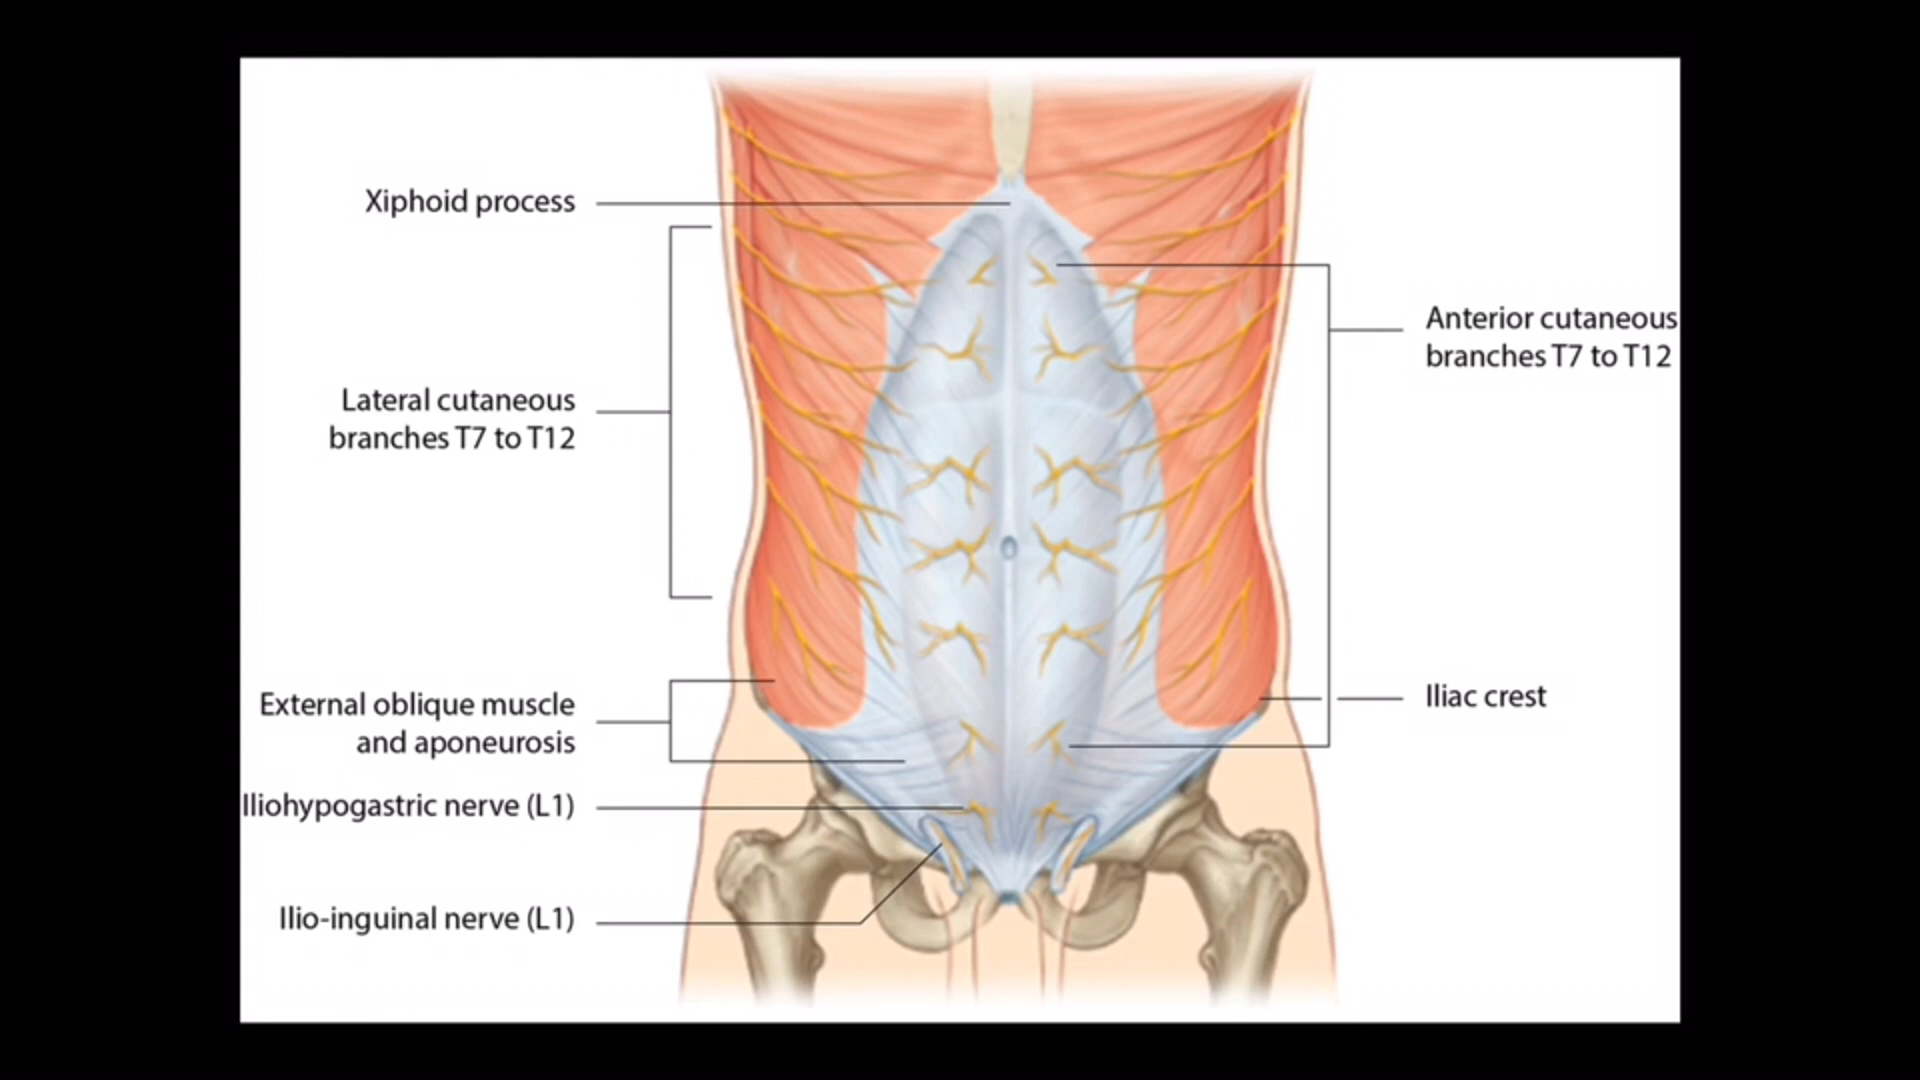 Xiphoid process
Lateral cutaneous
branches T7 to T12
External oblique muscle
and aponeurosis
Iliohypogastric nerve (L1)
Ilio-inguinal nerve (L1)
Anterior cutaneous
branches T7 to T12
Iliac crest